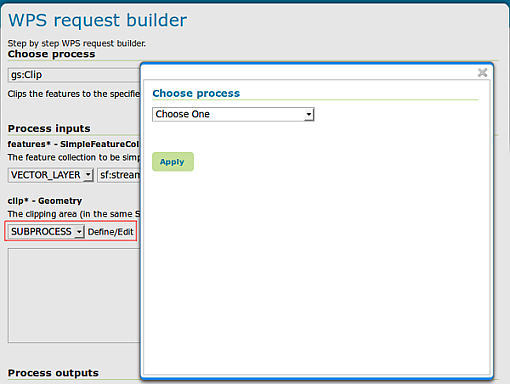 WPS request builder
Step by step WPS request builder.
Choose process
gs:Clip
Clips the features to the specifie
Process inputs
features* - SimpleFeatureCol
The feature collection to be simp
VECTOR_LAYER sf:stream
clip* - Geometry
The clipping area (in the same S
SUBPROCESS Define/Edit
Process outputs
Choose process
Choose One
Apply